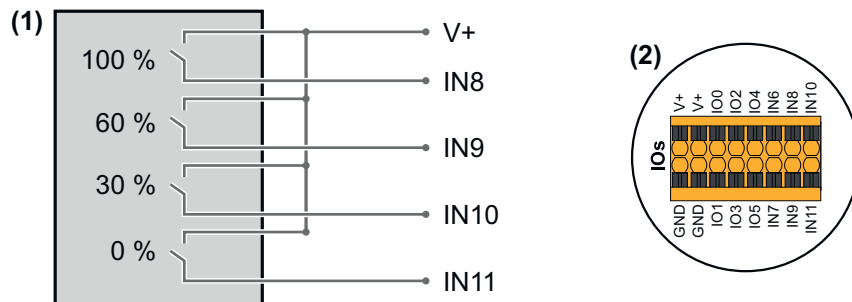 (1)
V+
100 %
IN8
60 %
IN9
30 %
IN10
0 %
IN11
(2)
V+ V+ IO0 IO2 IO4 IN6 IN8 IN10
IOs
GND GND IO1 IO3 IO5 IN7 IN9 IN11